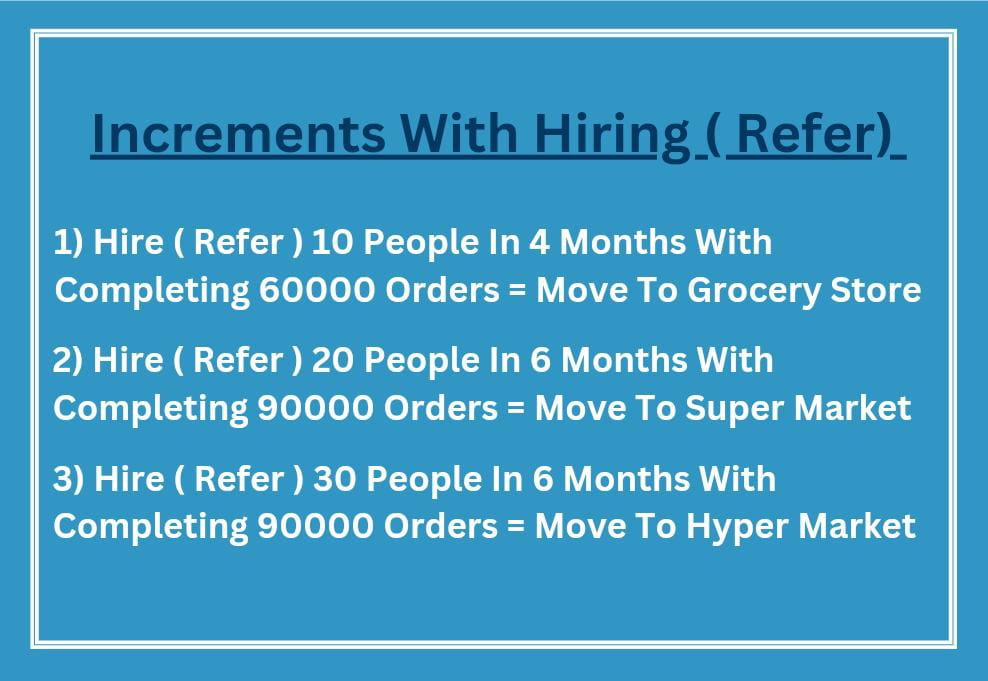 Increments With Hiring ( Refer)
1) Hire ( Refer ) 10 People In 4 Months With
Completing 60000 Orders = Move To Grocery Store
2) Hire ( Refer ) 20 People In 6 Months With
Completing 90000 Orders = Move To Super Market
3) Hire ( Refer ) 30 People In 6 Months With
Completing 90000 Orders = Move To Hyper Market